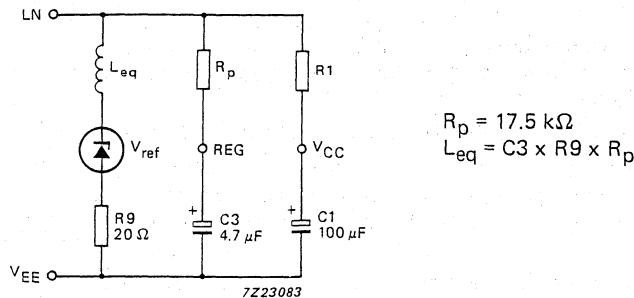 LN
Leq
Rp
R1
Vref
REG
VCC
R9
20 Ω
+
C3
4.7 μF
+
C1
100 μF
VEE
7Z23083
Rp = 17.5 kΩ
Leq = C3 x R9 x Rp